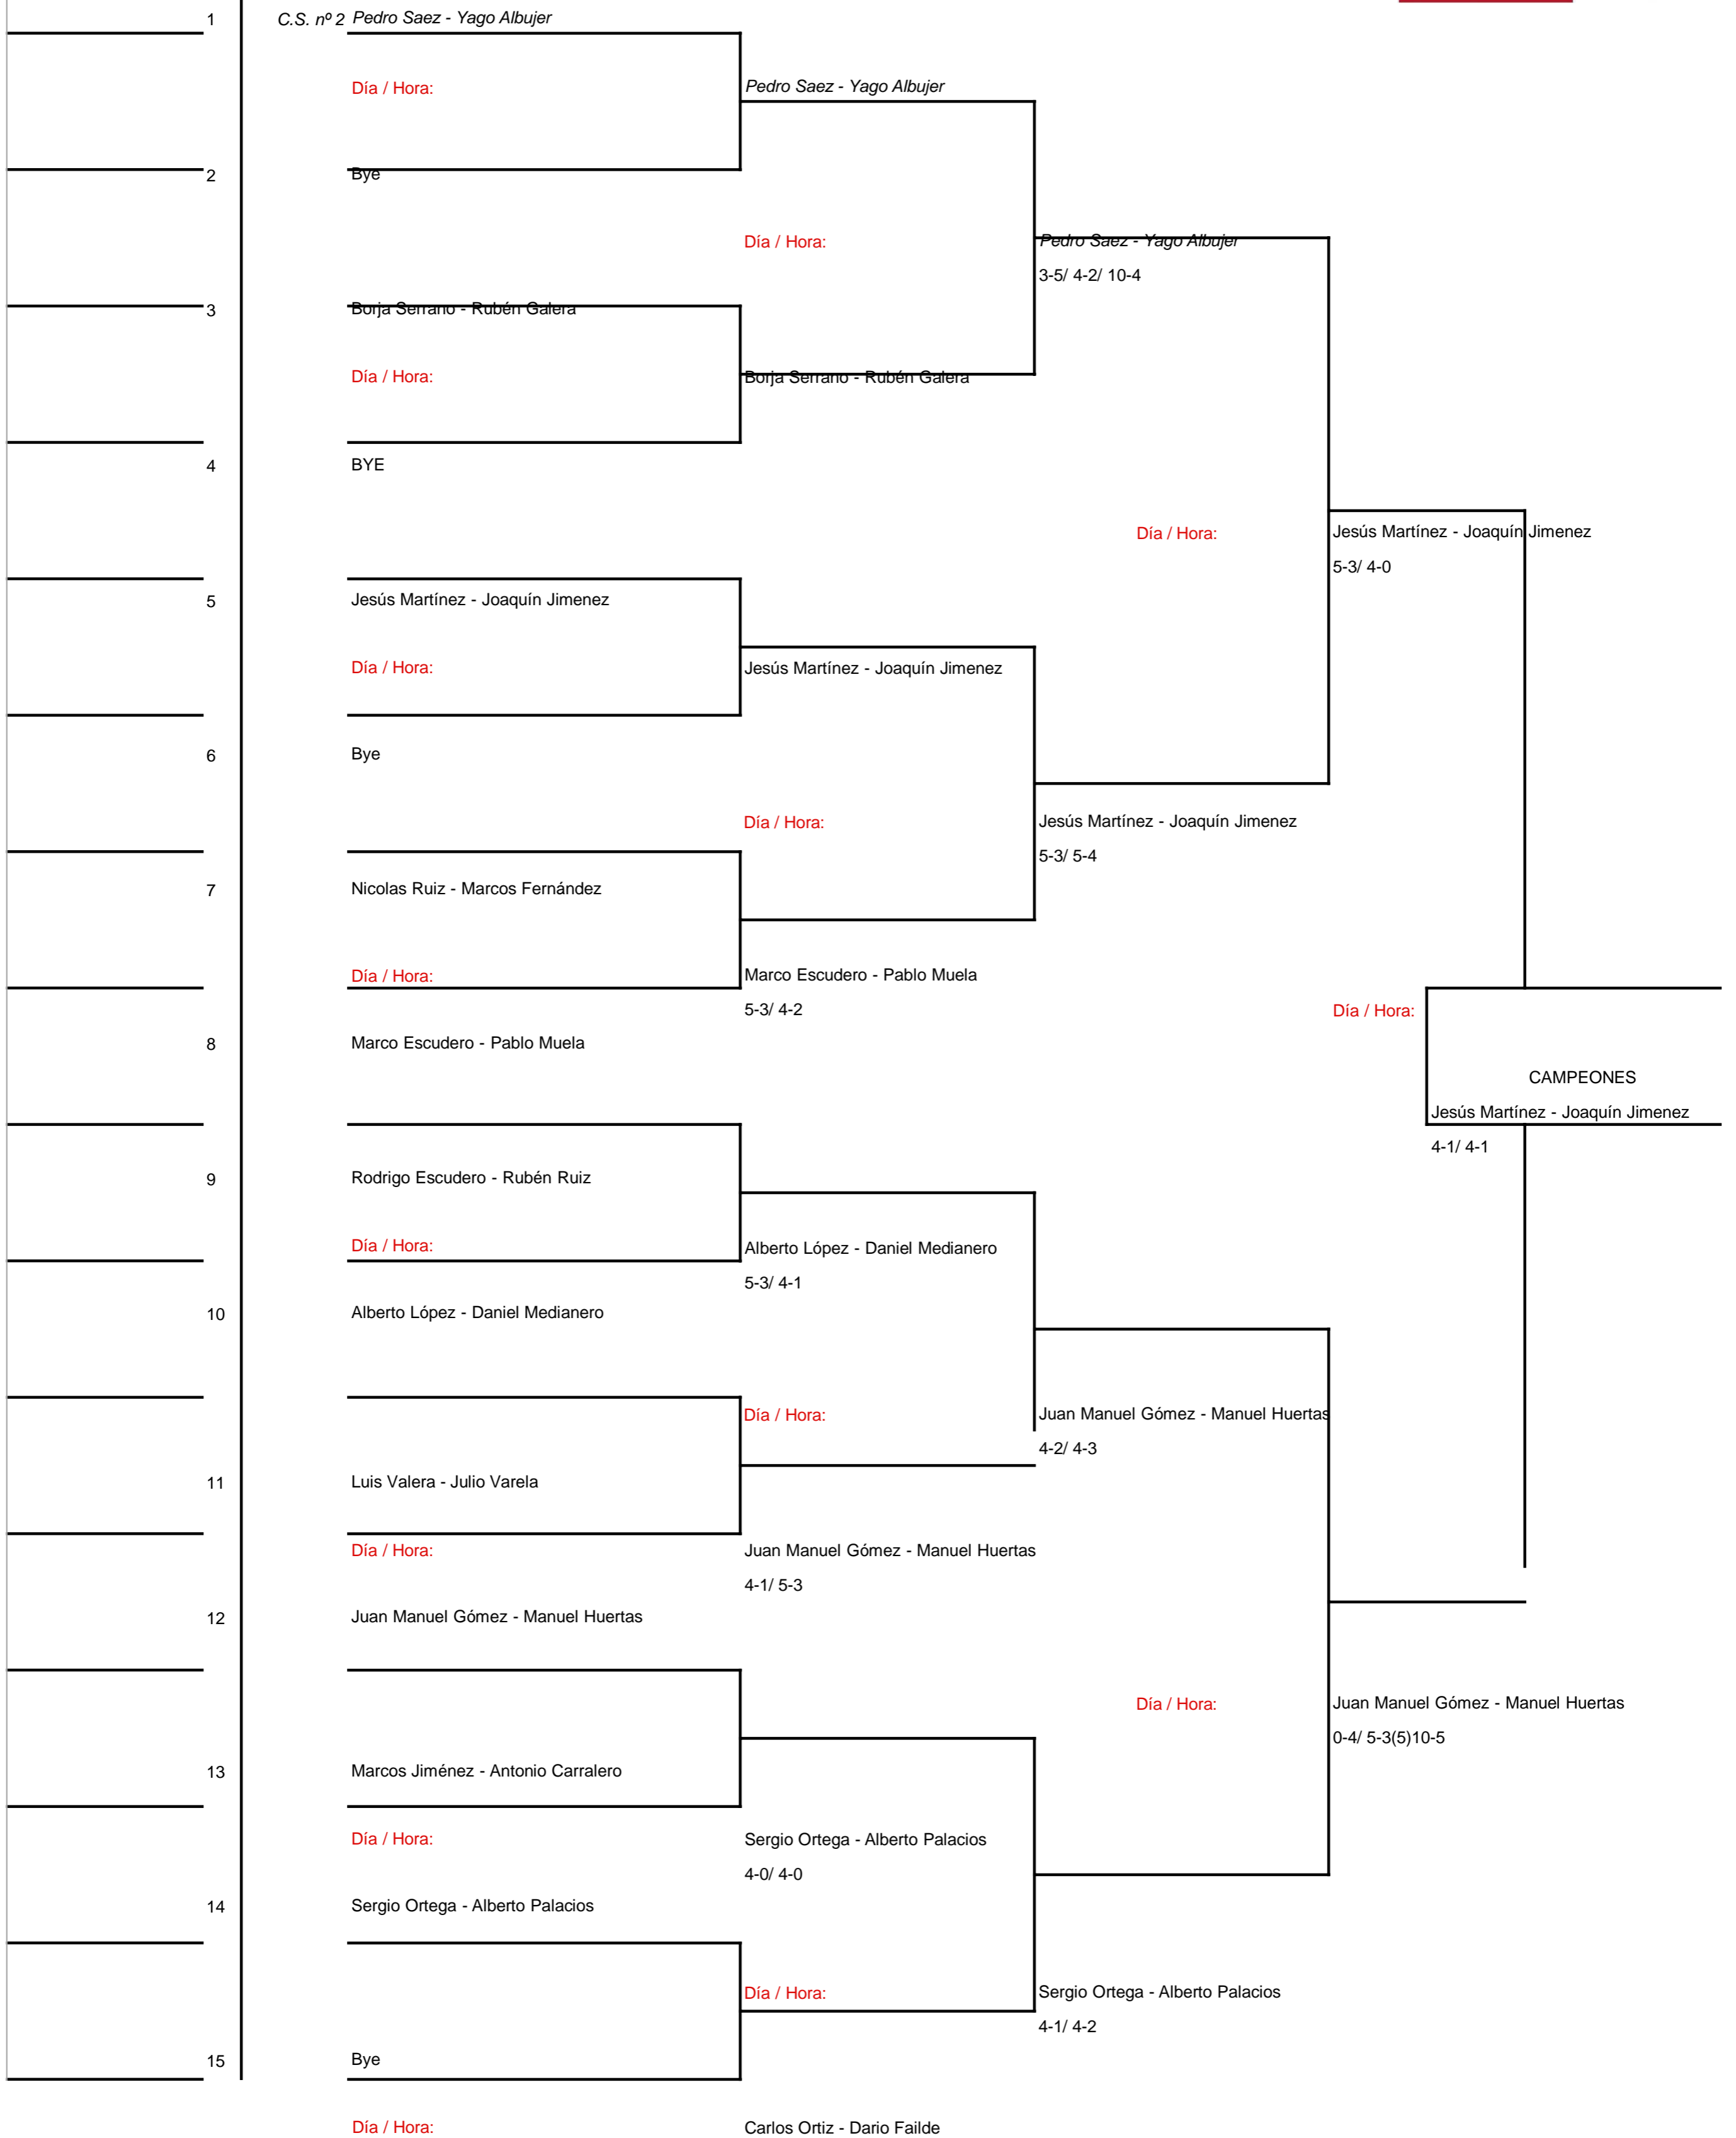 1 C.S. nº 2 Pedro Saez - Yago Albujer
Día / Hora: Pedro Saez - Yago Albujer
2 Bye
Día / Hora: Pedro Saez - Yago Albujer
3-5/ 4-2/ 10-4
3 Borja Serrano - Rubén Galera
Día / Hora: Borja Serrano - Rubén Galera
4 BYE
Día / Hora: Jesús Martínez - Joaquín Jimenez
5-3/ 4-0
5 Jesús Martínez - Joaquín Jimenez
Día / Hora: Jesús Martínez - Joaquín Jimenez
6 Bye
Día / Hora: Jesús Martínez - Joaquín Jimenez
5-3/ 5-4
7 Nicolas Ruiz - Marcos Fernández
Día / Hora: Marco Escudero - Pablo Muela
5-3/ 4-2
Día / Hora:
8 Marco Escudero - Pablo Muela
CAMPEONES
Jesús Martínez - Joaquín Jimenez
4-1/ 4-1
9 Rodrigo Escudero - Rubén Ruiz
Día / Hora: Alberto López - Daniel Medianero
5-3/ 4-1
10 Alberto López - Daniel Medianero
Día / Hora: Juan Manuel Gómez - Manuel Huertas
4-2/ 4-3
11 Luis Valera - Julio Varela
Día / Hora: Juan Manuel Gómez - Manuel Huertas
4-1/ 5-3
12 Juan Manuel Gómez - Manuel Huertas
Día / Hora: Juan Manuel Gómez - Manuel Huertas
0-4/ 5-3(5)10-5
13 Marcos Jiménez - Antonio Carralero
Día / Hora: Sergio Ortega - Alberto Palacios
4-0/ 4-0
14 Sergio Ortega - Alberto Palacios
Día / Hora: Sergio Ortega - Alberto Palacios
4-1/ 4-2
15 Bye
Día / Hora: Carlos Ortiz - Dario Failde